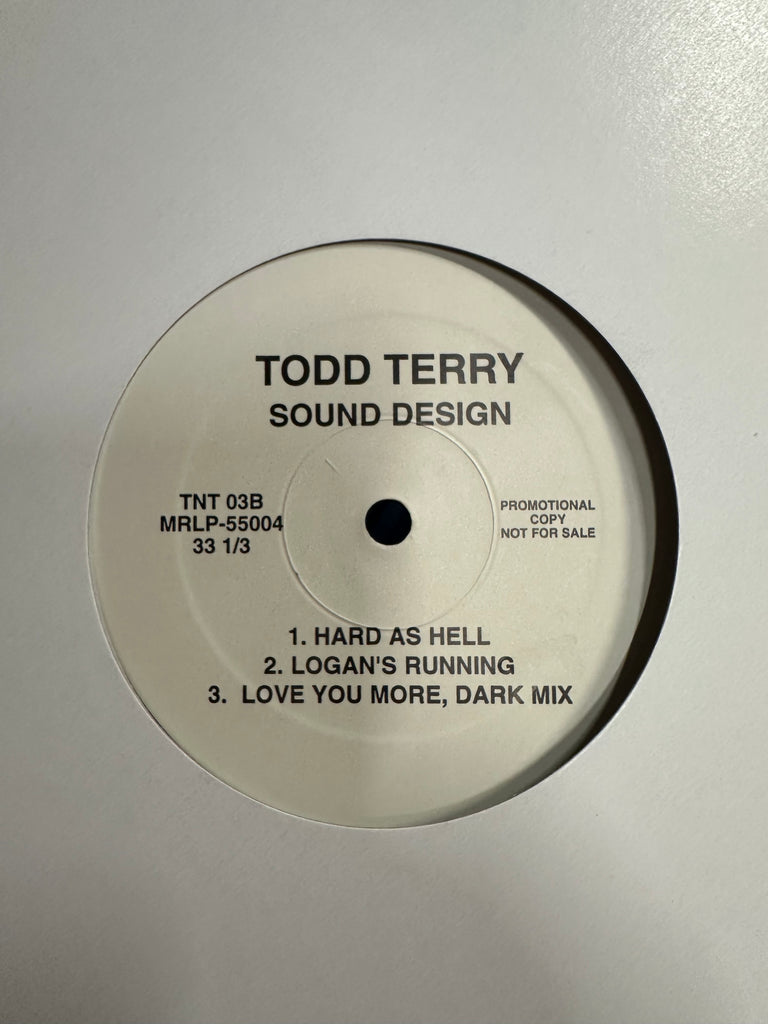 TODD TERRY
SOUND DESIGN
TNT 03B
MRLP-55004
33 1/3
PROMOTIONAL
COPY
NOT FOR SALE
1. HARD AS HELL
2. LOGAN'S RUNNING
3. LOVE YOU MORE, DARK MIX